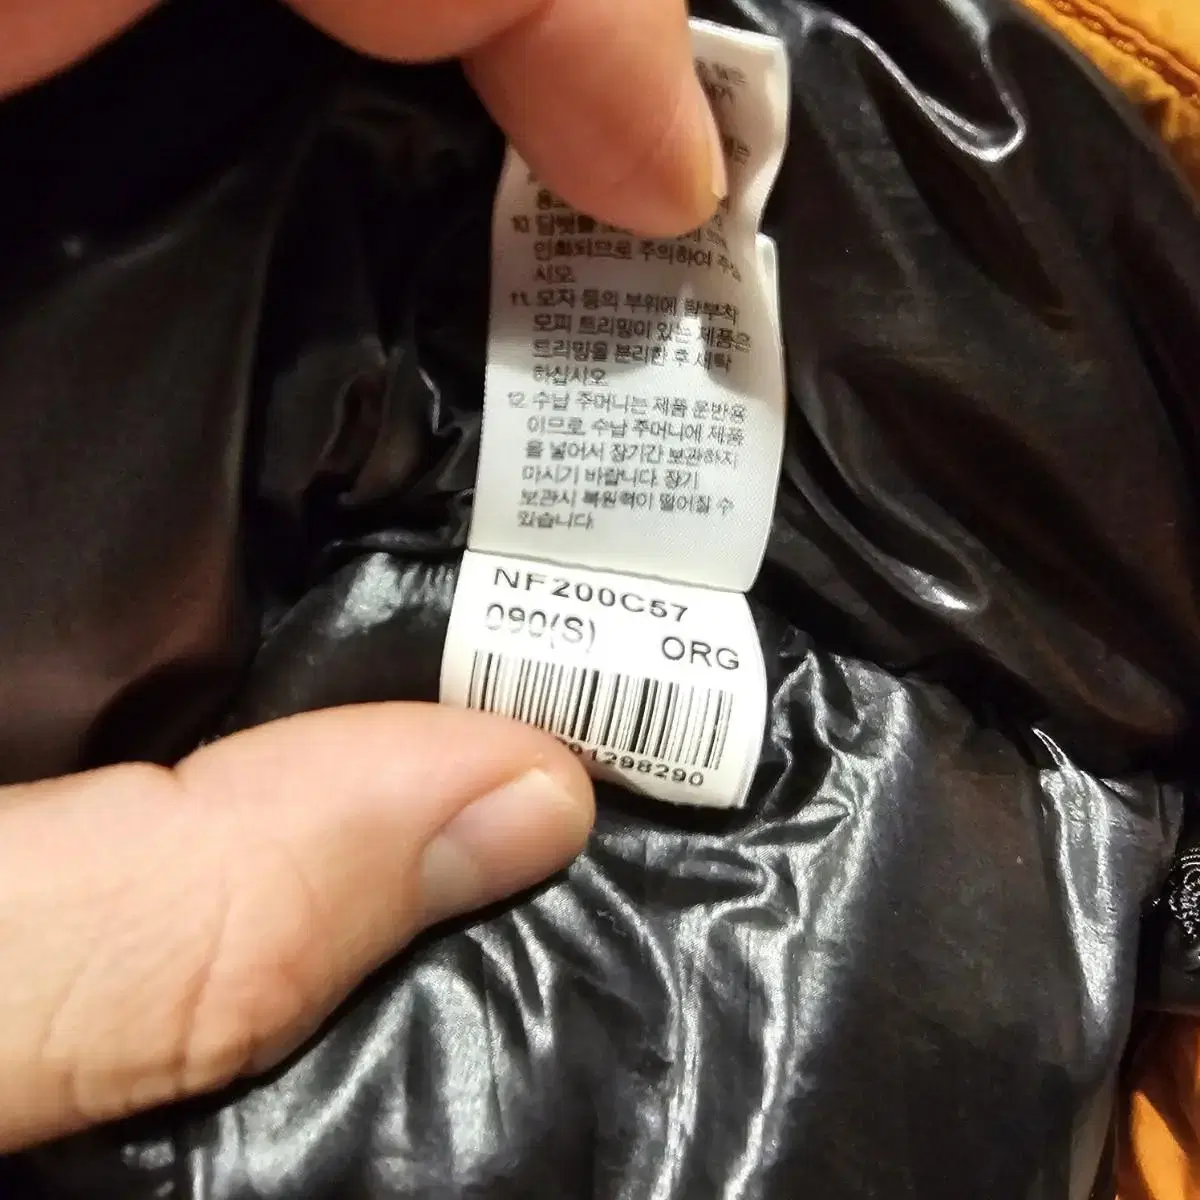 10. 담뱃불
인화되므로 주의하여 주십
시오.
11. 모자 등의 부위에 탈부착
모피 트리밍이 있는 제품은
트리밍을 분리한 후 세탁
하십시오.
12. 수납 주머니는 제품 운반용
이므로, 수납 주머니에 제품
을 넣어서 장기간 보관하지
마시기 바랍니다. 장기
보관시 복원력이 떨어질 수
있습니다.
NF200C57
090(S) ORG
91298290